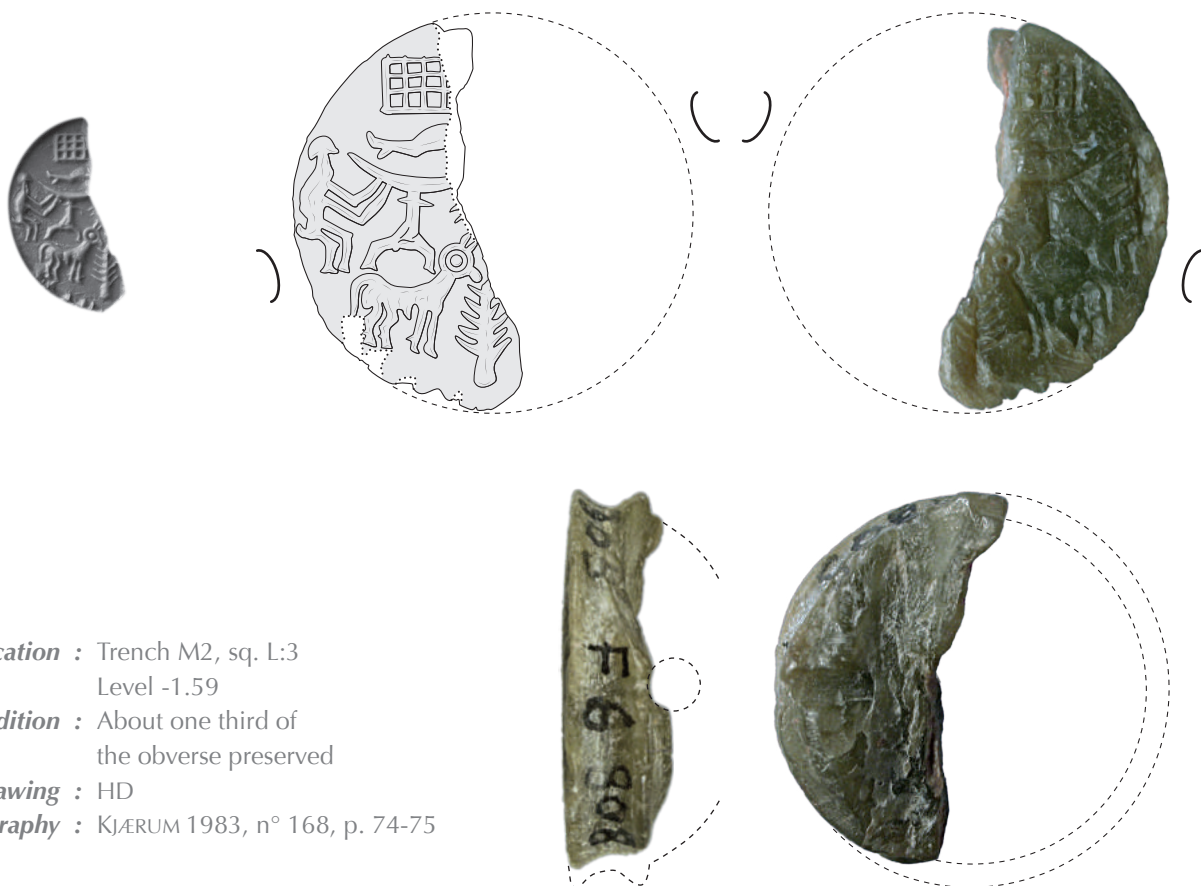 cation : Trench M2, sq. L:3
Level -1.59
dition : About one third of
the obverse preserved
awing : HD
raphy : KJÆRUM 1983, n° 168, p. 74-75
F6